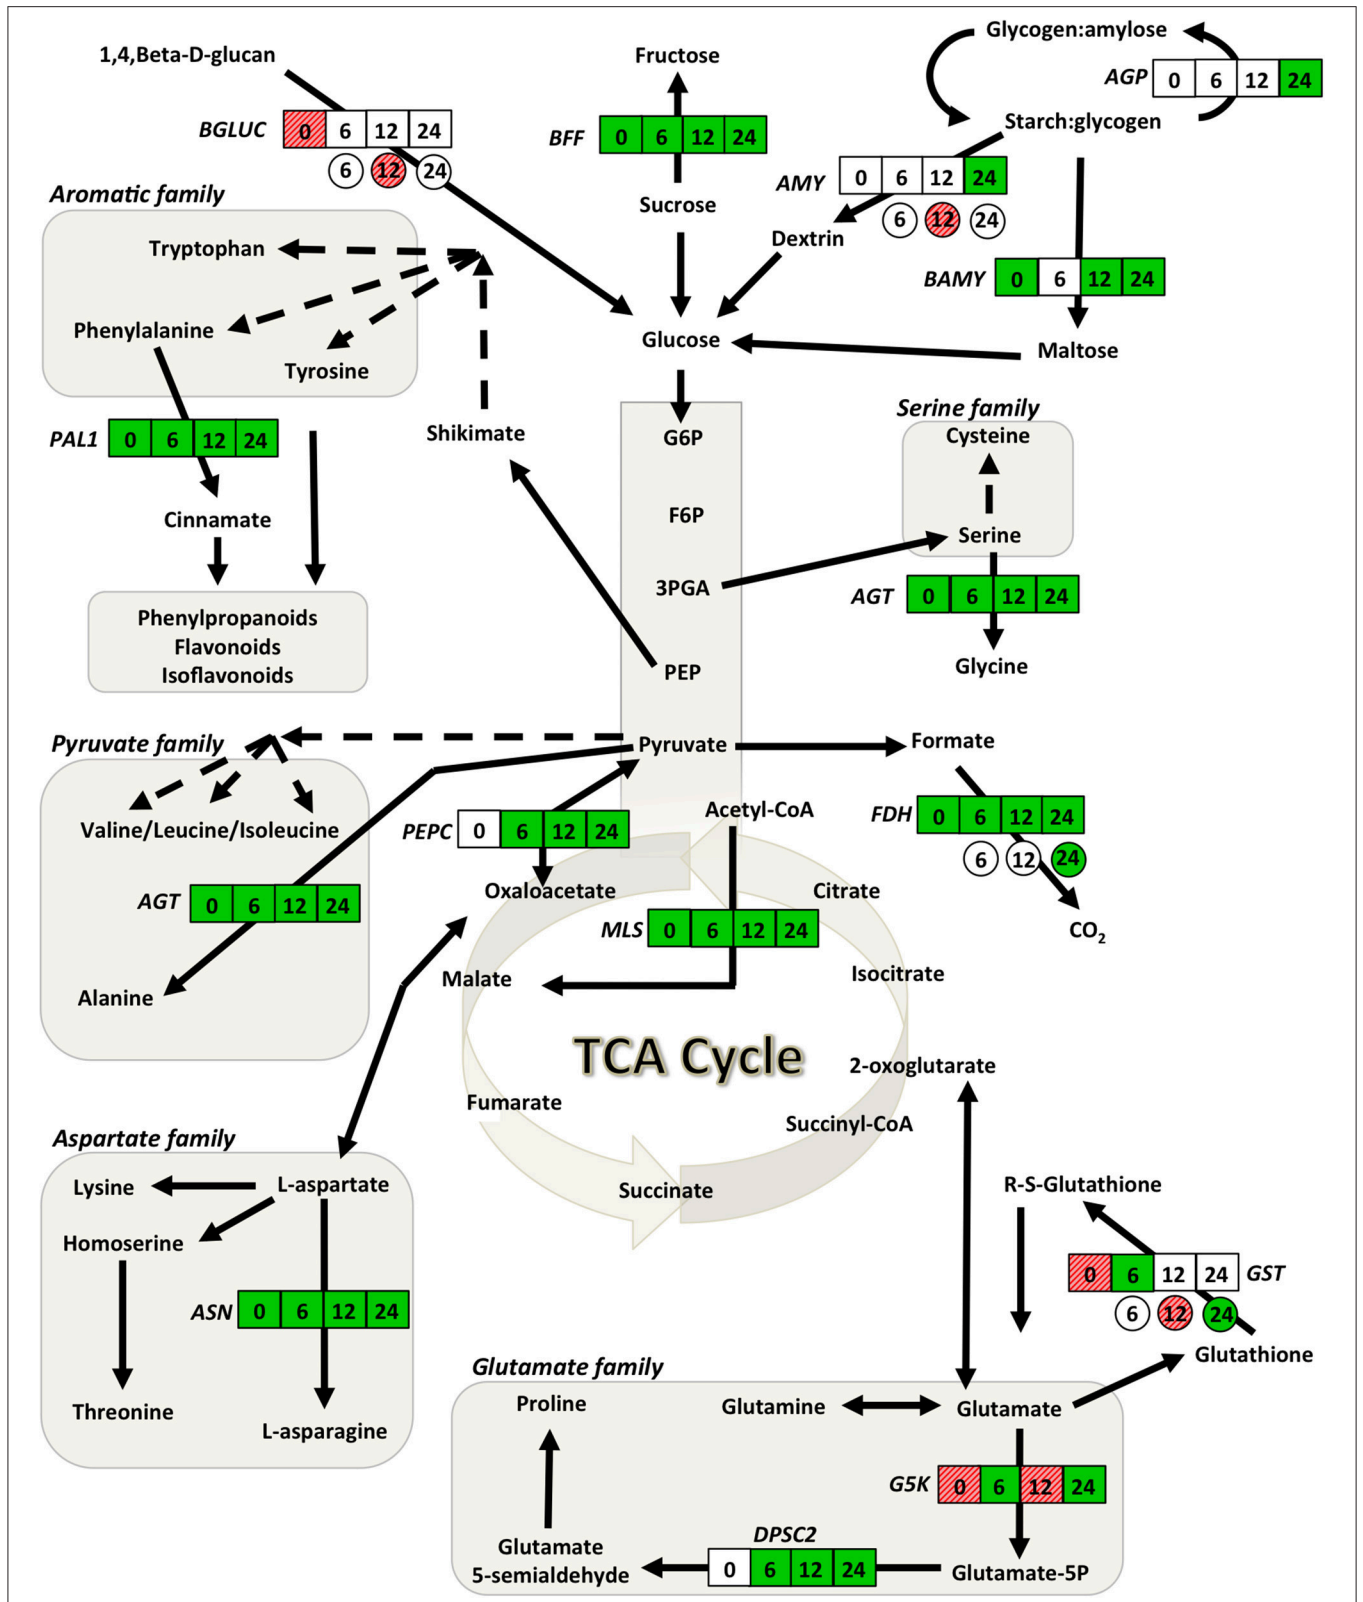 1,4,Beta-D-glucan
BGLUC 0 6 12 24
6 12 24
Fructose
BFF 0 6 12 24
Sucrose
Glycogen:amylose
AGP 0 6 12 24
Starch:glycogen
AMY 0 6 12 24
6 12 24
Dextrin
BAMY 0 6 12 24
Maltose
Glucose
Aromatic family
Tryptophan
Phenylalanine
Tyrosine
PAL1 0 6 12 24
Cinnamate
Phenylpropanoids
Flavonoids
Isoflavonoids
Shikimate
G6P
F6P
3PGA
PEP
Pyruvate
Serine family
Cysteine
Serine
AGT 0 6 12 24
Glycine
Pyruvate family
Valine/Leucine/Isoleucine
AGT 0 6 12 24
Alanine
PEPC 0 6 12 24
Oxaloacetate
Acetyl-CoA
MLS 0 6 12 24
Malate
Citrate
Isocitrate
Formate
FDH 0 6 12 24
6 12 24
CO2
TCA Cycle
2-oxoglutarate
Fumarate
Succinyl-CoA
Succinate
Aspartate family
Lysine
L-aspartate
Homoserine
ASN 0 6 12 24
Threonine
L-asparagine
R-S-Glutathione
0 6 12 24 GST
6 12 24
Glutathione
Glutamate family
Proline
Glutamine
Glutamate
G5K 0 6 12 24
DPSC2
0 6 12 24
Glutamate
5-semialdehyde
Glutamate-5P